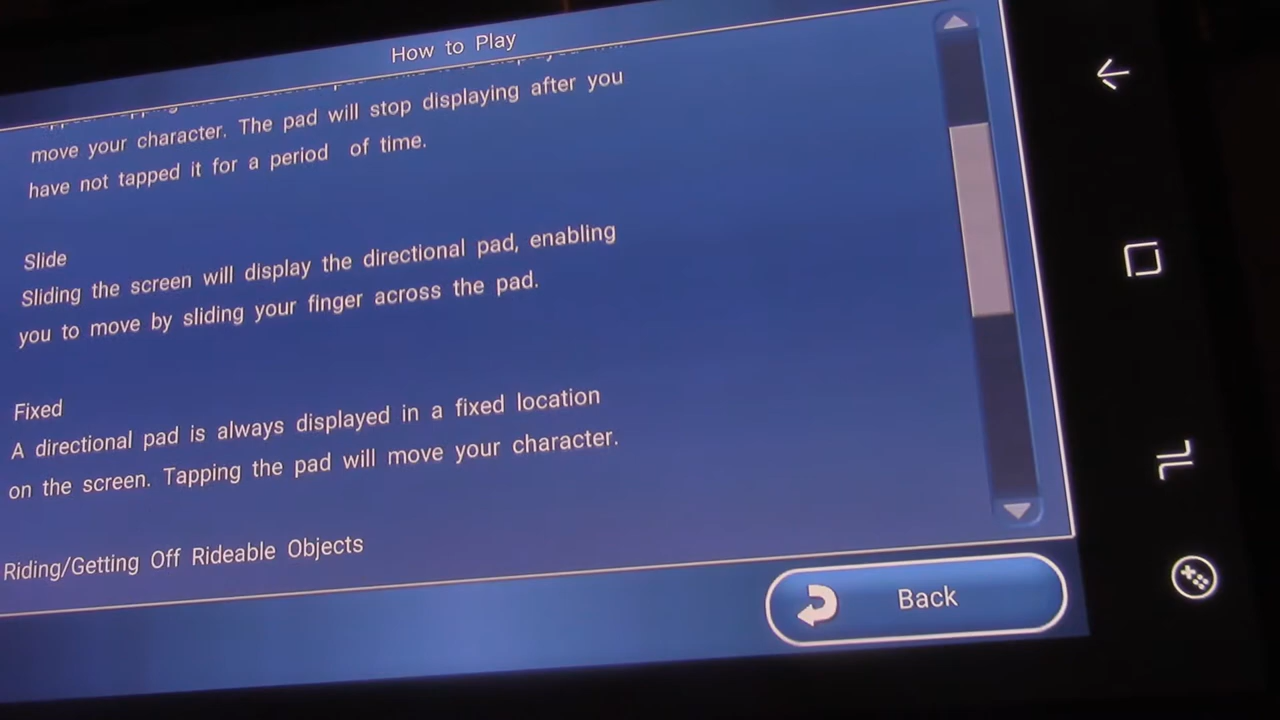 How to Play
move your character. The pad will stop displaying after you
have not tapped it for a period of time.
Slide
Sliding the screen will display the directional pad, enabling
you to move by sliding your finger across the pad.
Fixed
A directional pad is always displayed in a fixed location
on the screen. Tapping the pad will move your character.
Riding/Getting Off Rideable Objects
Back